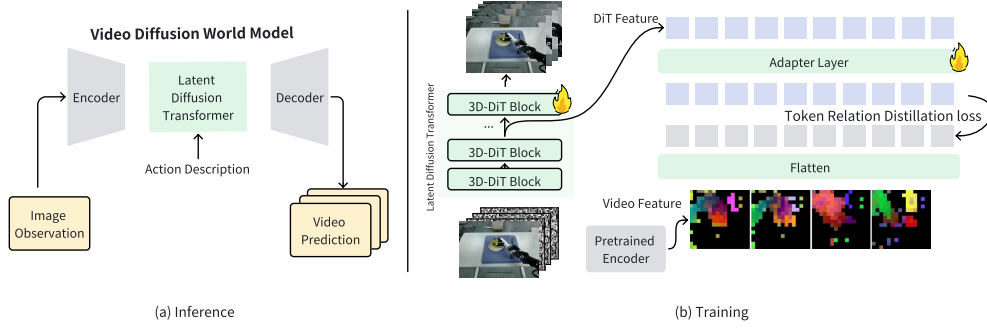 Video Diffusion World Model
Encoder
Latent
Diffusion
Transformer
Decoder
Action Description
Image
Observation
Video
Prediction
(a) Inference
Latent Diffusion Transformer
3D-DiT Block
...
3D-DiT Block
3D-DiT Block
DiT Feature
Adapter Layer
Token Relation Distillation loss
Flatten
Video Feature
Pretrained
Encoder
(b) Training